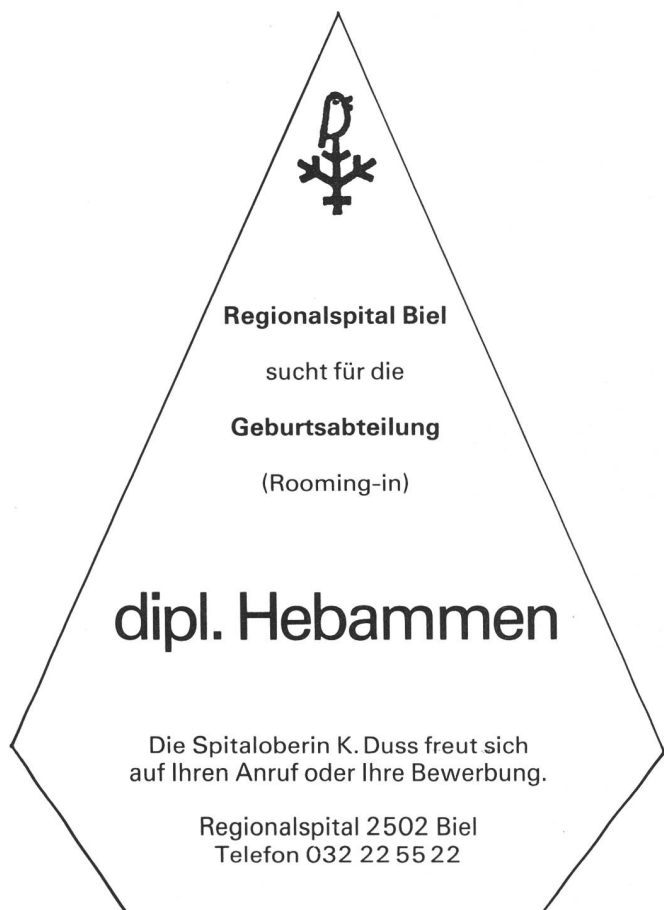 Regionalspital Biel
sucht für die
Geburtsabteilung
(Rooming-in)
dipl. Hebammen
Die Spitaloberin K. Duss freut sich
auf Ihren Anruf oder Ihre Bewerbung.
Regionalspital 2502 Biel
Telefon 032 22 55 22